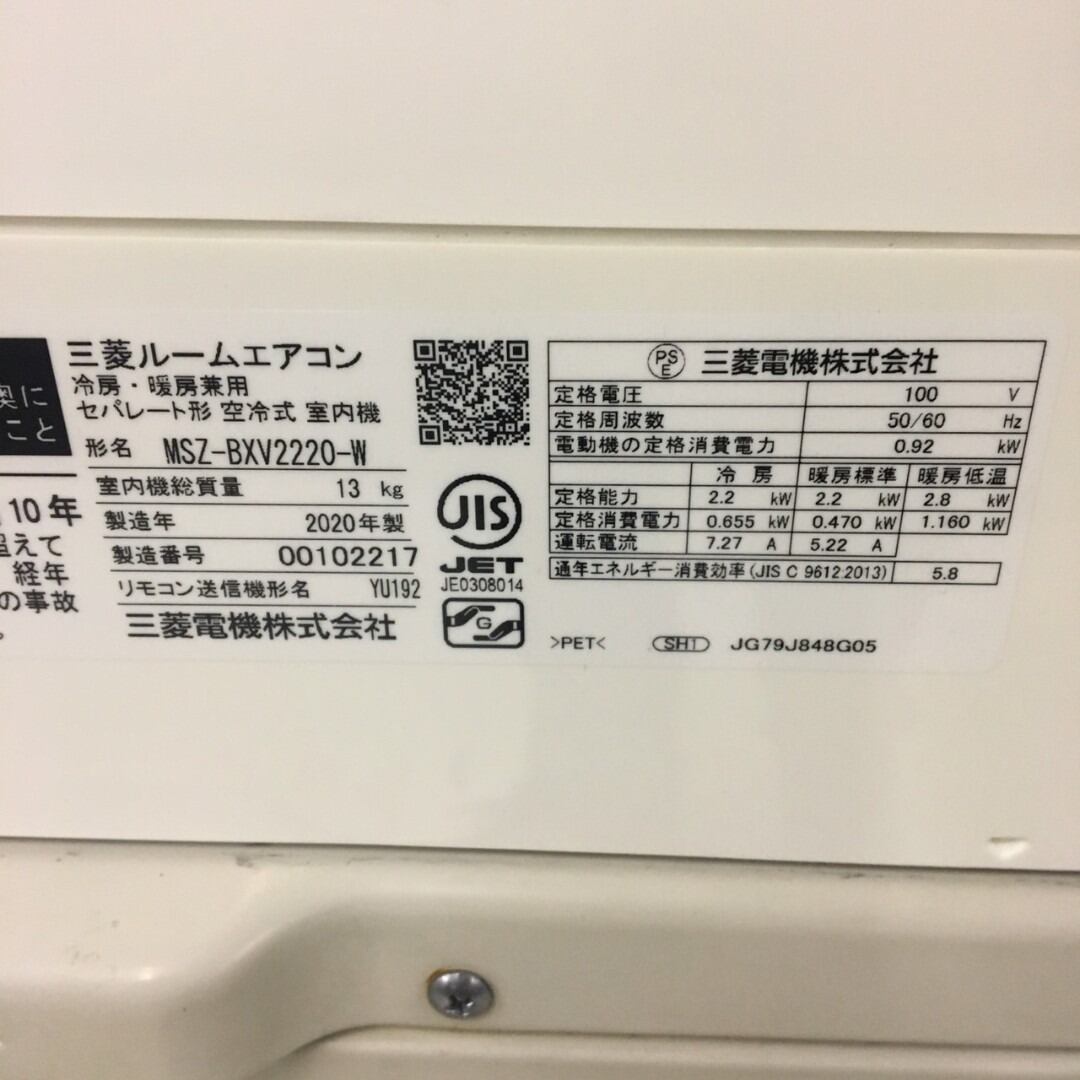 奥に
こと
10年
超えて
経年
の事故
三菱ルームエアコン
冷房・暖房兼用
セパレート形 空冷式 室内機
形名 MSZ-BXV2220-W
室内機総質量 13 kg
製造年 2020年製
製造番号 00102217
リモコン送信機形名 YU192
三菱電機株式会社
JIS
JET
JE0308014
G
PSE 三菱電機株式会社
定格電圧 100 V
定格周波数 50/60 Hz
電動機の定格消費電力 0.92 kW
冷房 暖房標準 暖房低温
定格能力 2.2 kW 2.2 kW 2.8 kW
定格消費電力 0.655 kW 0.470 kW 1.160 kW
運転電流 7.27 A 5.22 A
通年エネルギー消費効率(JIS C 9612:2013) 5.8
>PET< SH1 JG79J848G05